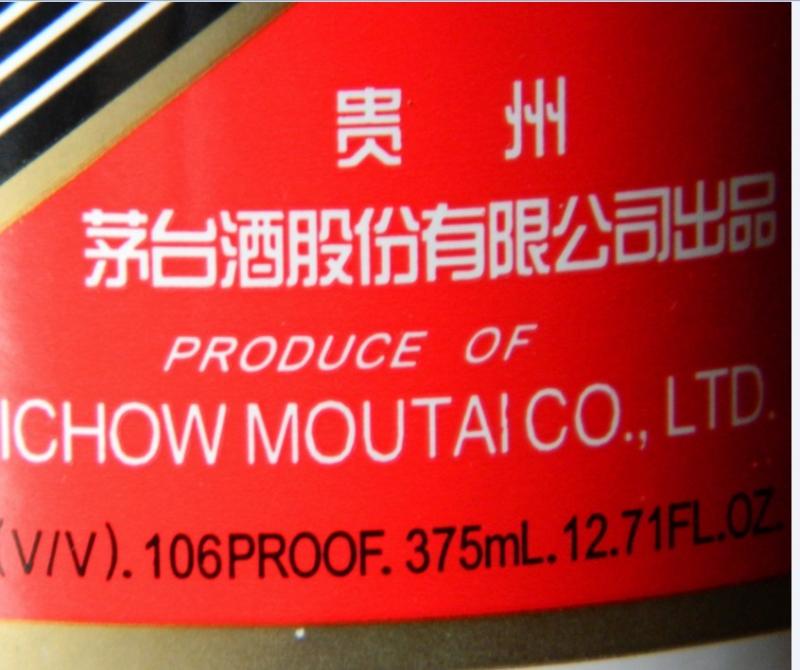 贵 州
茅台酒股份有限公司出品
PRODUCE OF
ICHOW MOUTAI CO., LTD.
(V/V). 106PROOF. 375mL. 12.71FL.OZ.